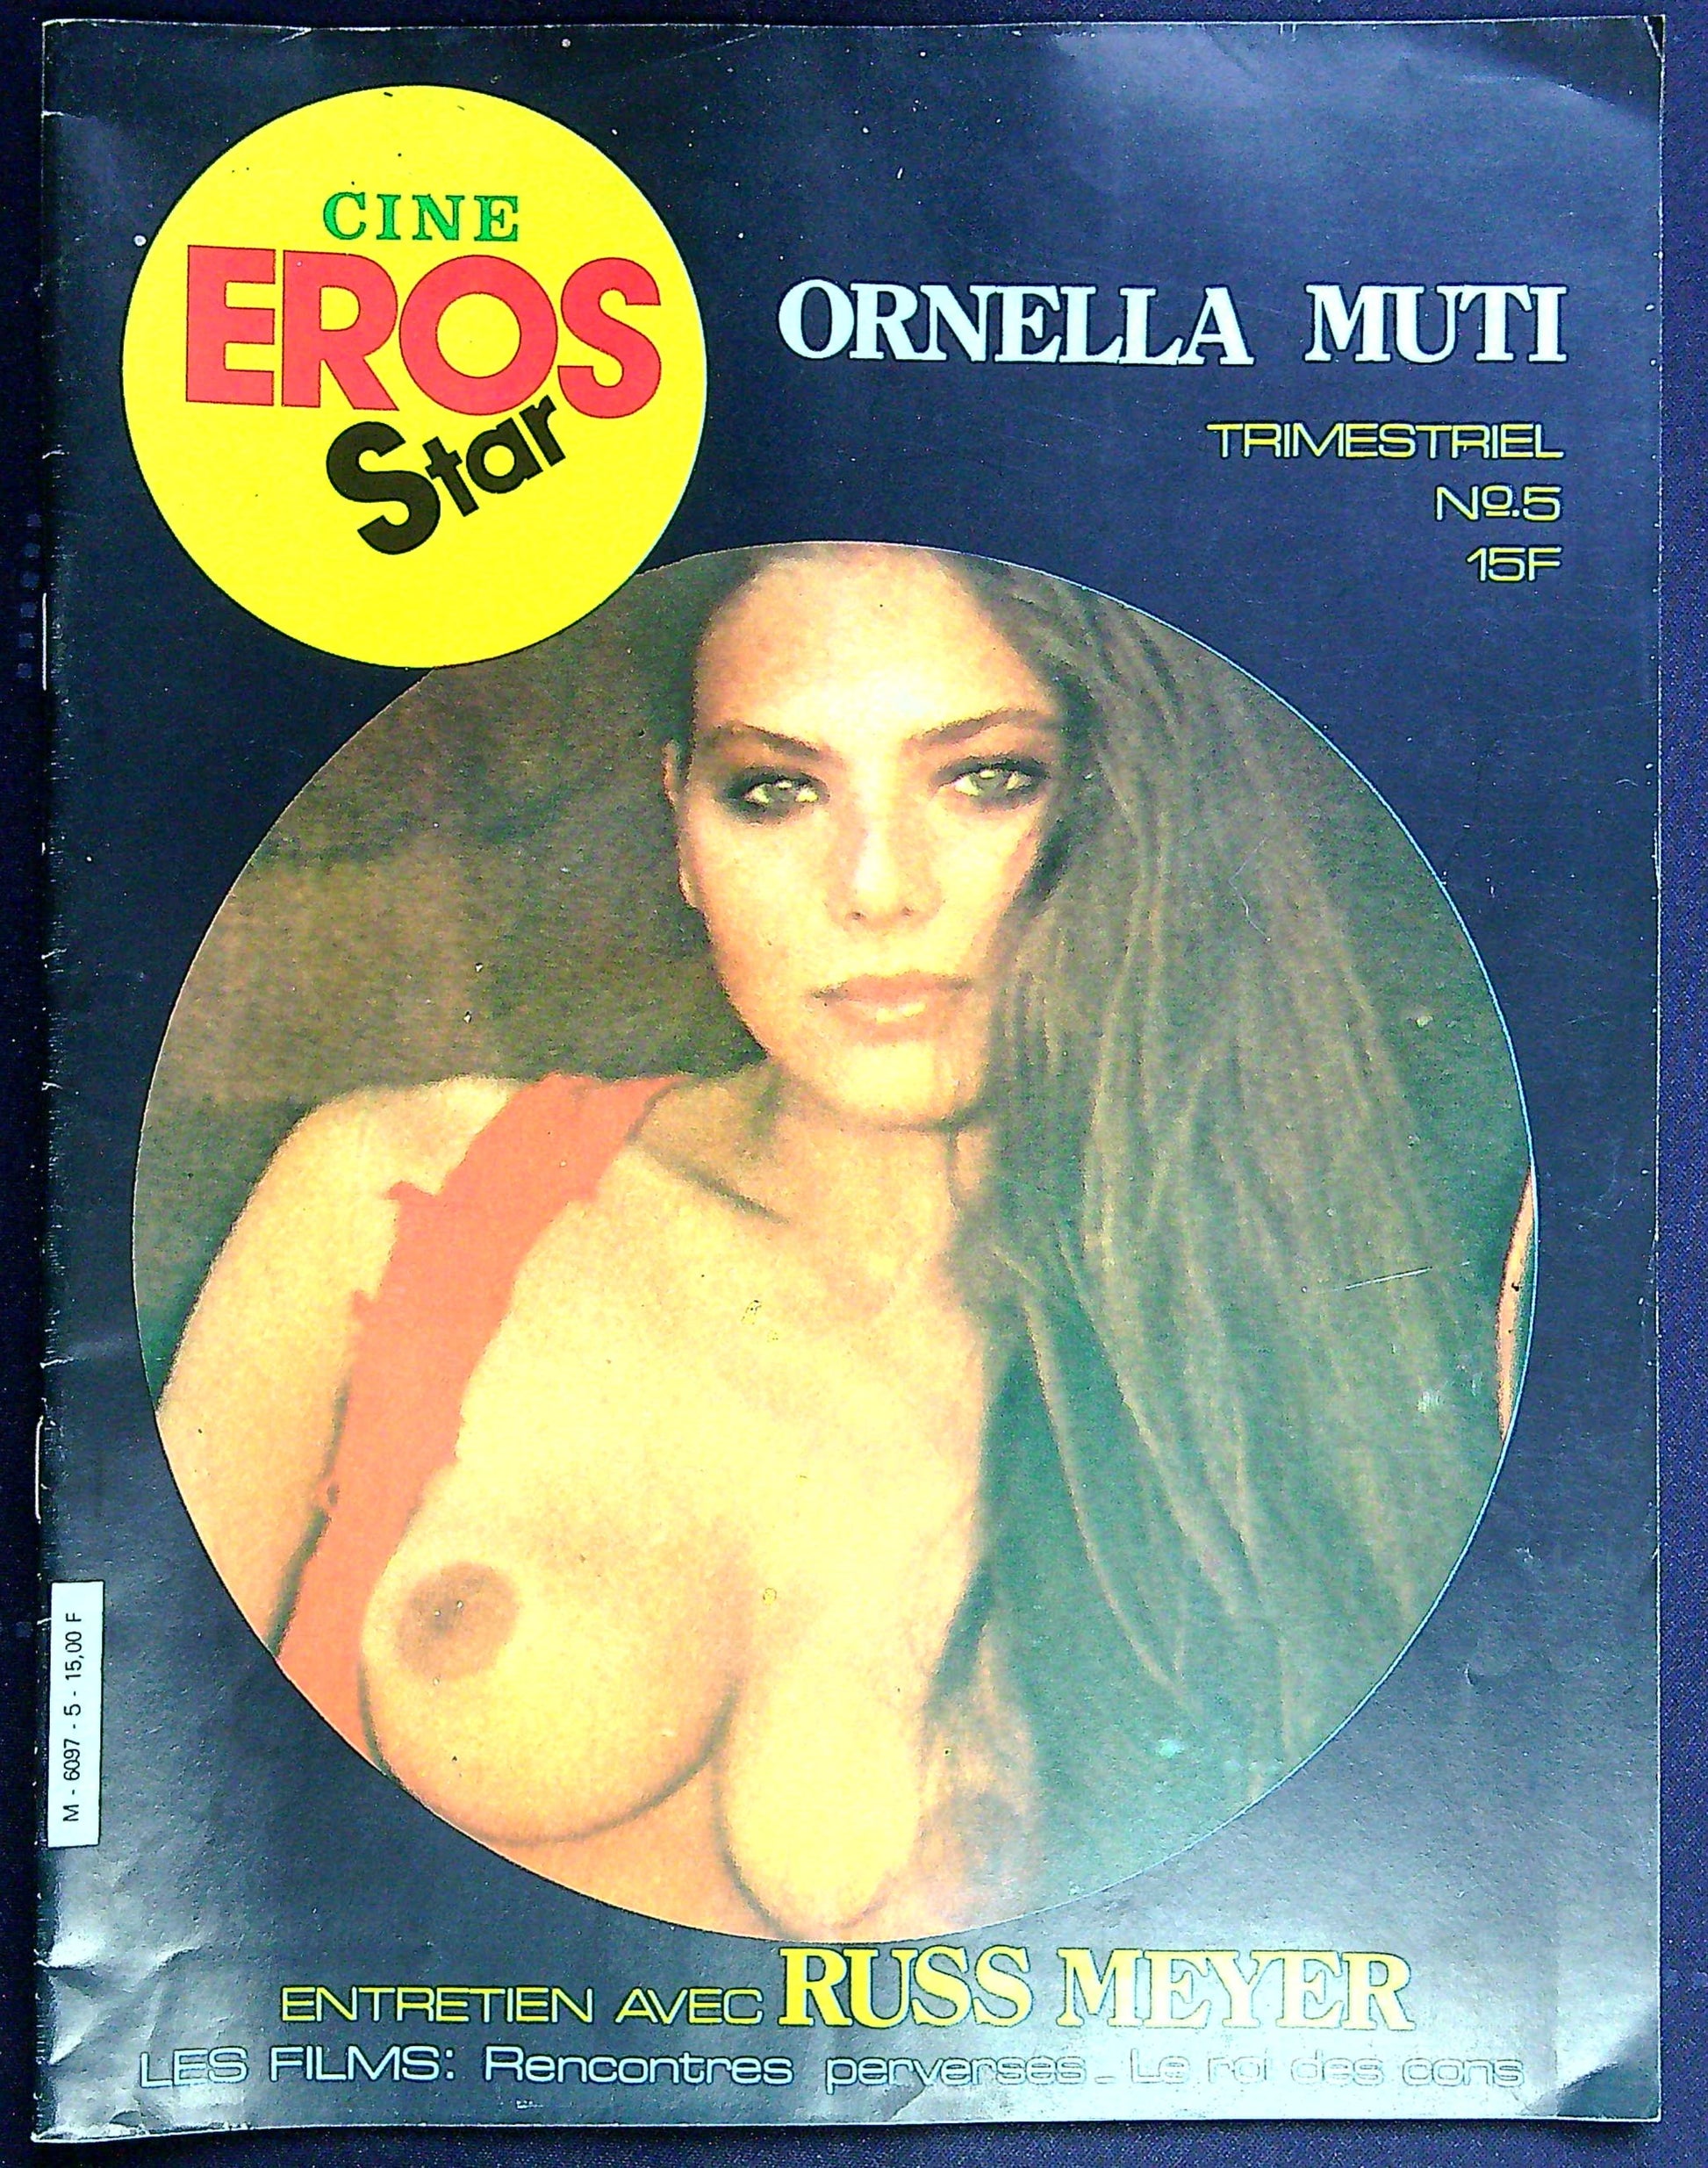 CINE
EROS
Star
ORNELLA MUTI
TRIMESTRIEL
Nº.5
15F
M - 6097 - 5 - 15,00 F
ENTRETIEN AVEC RUSS MEYER
LES FILMS: Rencontres perverses_ Le roi des cons